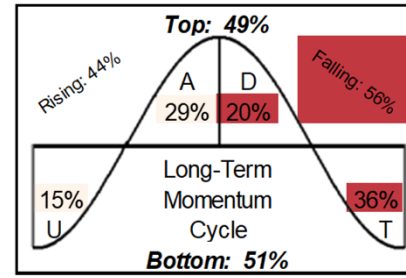 Top: 49%
Rising: 44%
Falling: 56%
A D
29% 20%
Long-Term
15% Momentum 36%
U Cycle T
Bottom: 51%